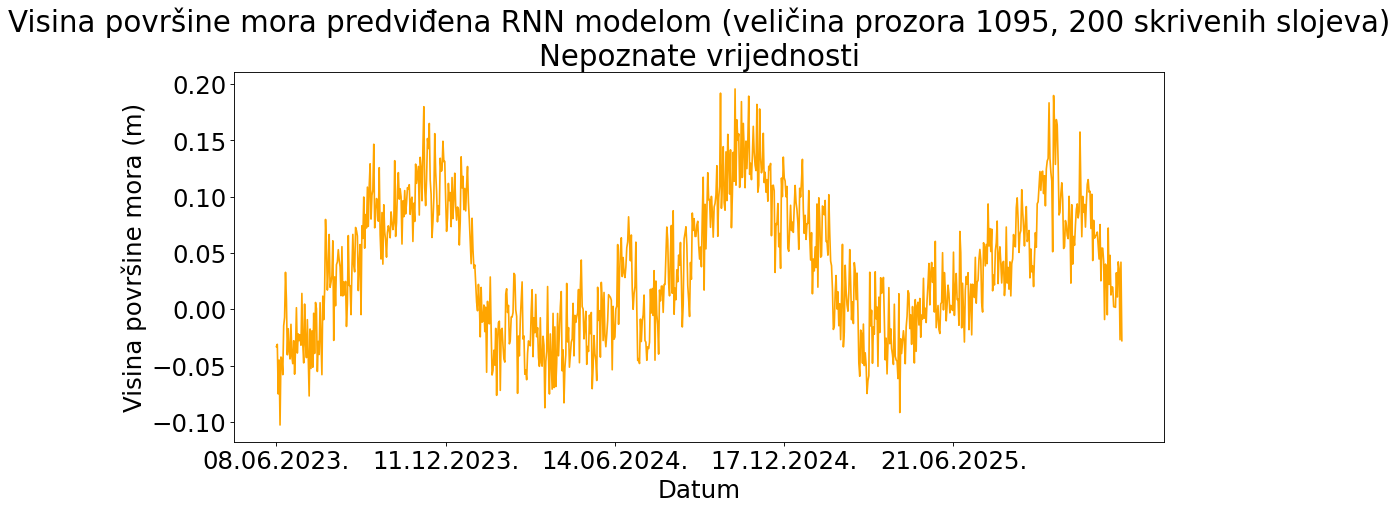 Visina površine mora predviđena RNN modelom (veličina prozora 1095, 200 skrivenih slojeva)
Nepoznate vrijednosti
Visina površine mora (m)
0.20
0.15
0.10
0.05
0.00
−0.05
−0.10
08.06.2023. 11.12.2023. 14.06.2024. 17.12.2024. 21.06.2025.
Datum